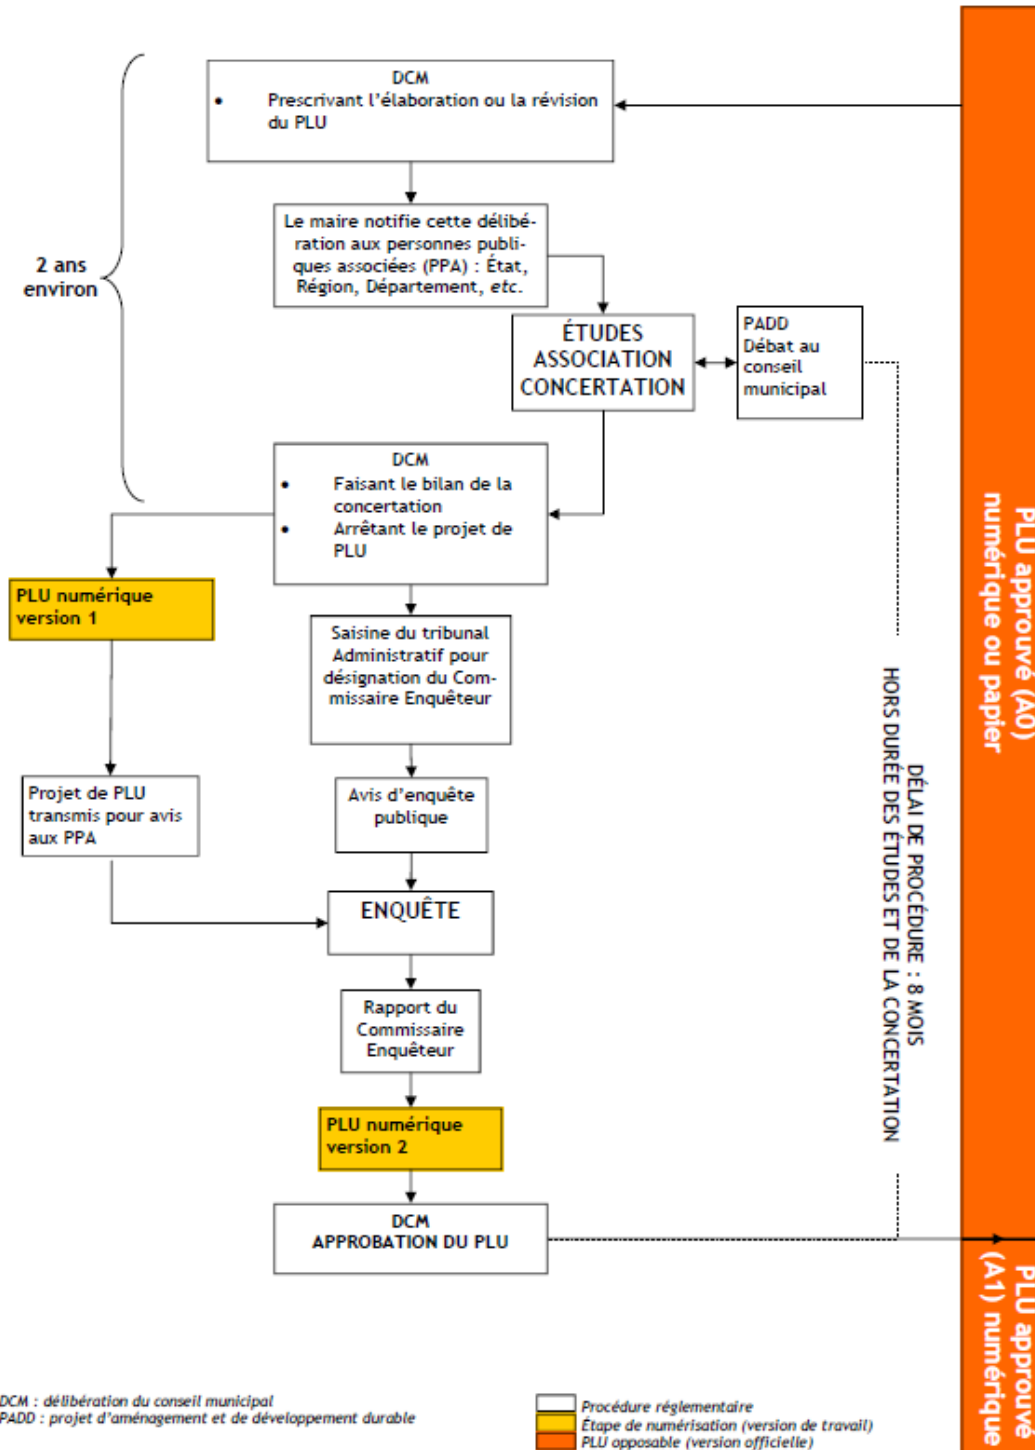 DCM
• Prescrivant l'élaboration ou la révision
du PLU
Le maire notifie cette délibé-
ration aux personnes publi-
ques associées (PPA) : État,
Région, Département, etc.
2 ans
environ
ÉTUDES
ASSOCIATION
CONCERTATION
PADD
Débat au
conseil
municipal
DCM
• Faisant le bilan de la
concertation
• Arrêtant le projet de
PLU
PLU numérique
version 1
Saisine du tribunal
Administratif pour
désignation du Com-
missaire Enquêteur
Projet de PLU
transmis pour avis
aux PPA
Avis d'enquête
publique
ENQUÊTE
Rapport du
Commissaire
Enquêteur
PLU numérique
version 2
DCM
APPROBATION DU PLU
DÉLAI DE PROCÉDURE : 8 MOIS
HORS DURÉE DES ÉTUDES ET DE LA CONCERTATION
PLU approuvé (A0)
numérique ou papier
PLU approuvé
(A1) numérique
DCM : délibération du conseil municipal
PADD : projet d'aménagement et de développement durable
Procédure réglementaire
Étape de numérisation (version de travail)
PLU opposable (version officielle)